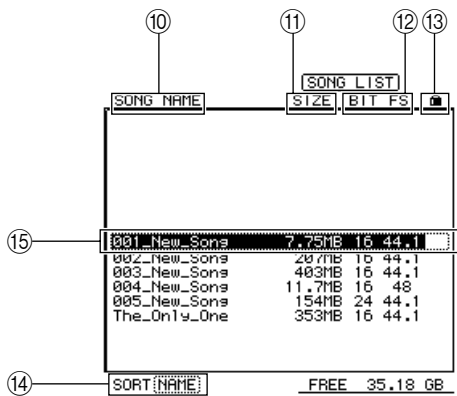 ⑩ ⑪ ⑫ ⑬
SONG LIST
SONG NAME SIZE BIT FS
⑮
001_New_Song 7.75MB 16 44.1
002_New_Song 207MB 16 44.1
003_New_Song 403MB 16 44.1
004_New_Song 11.7MB 16 48
005_New_Song 154MB 24 44.1
The_Only_One 353MB 16 44.1
⑭ SORT NAME FREE 35.18 GB